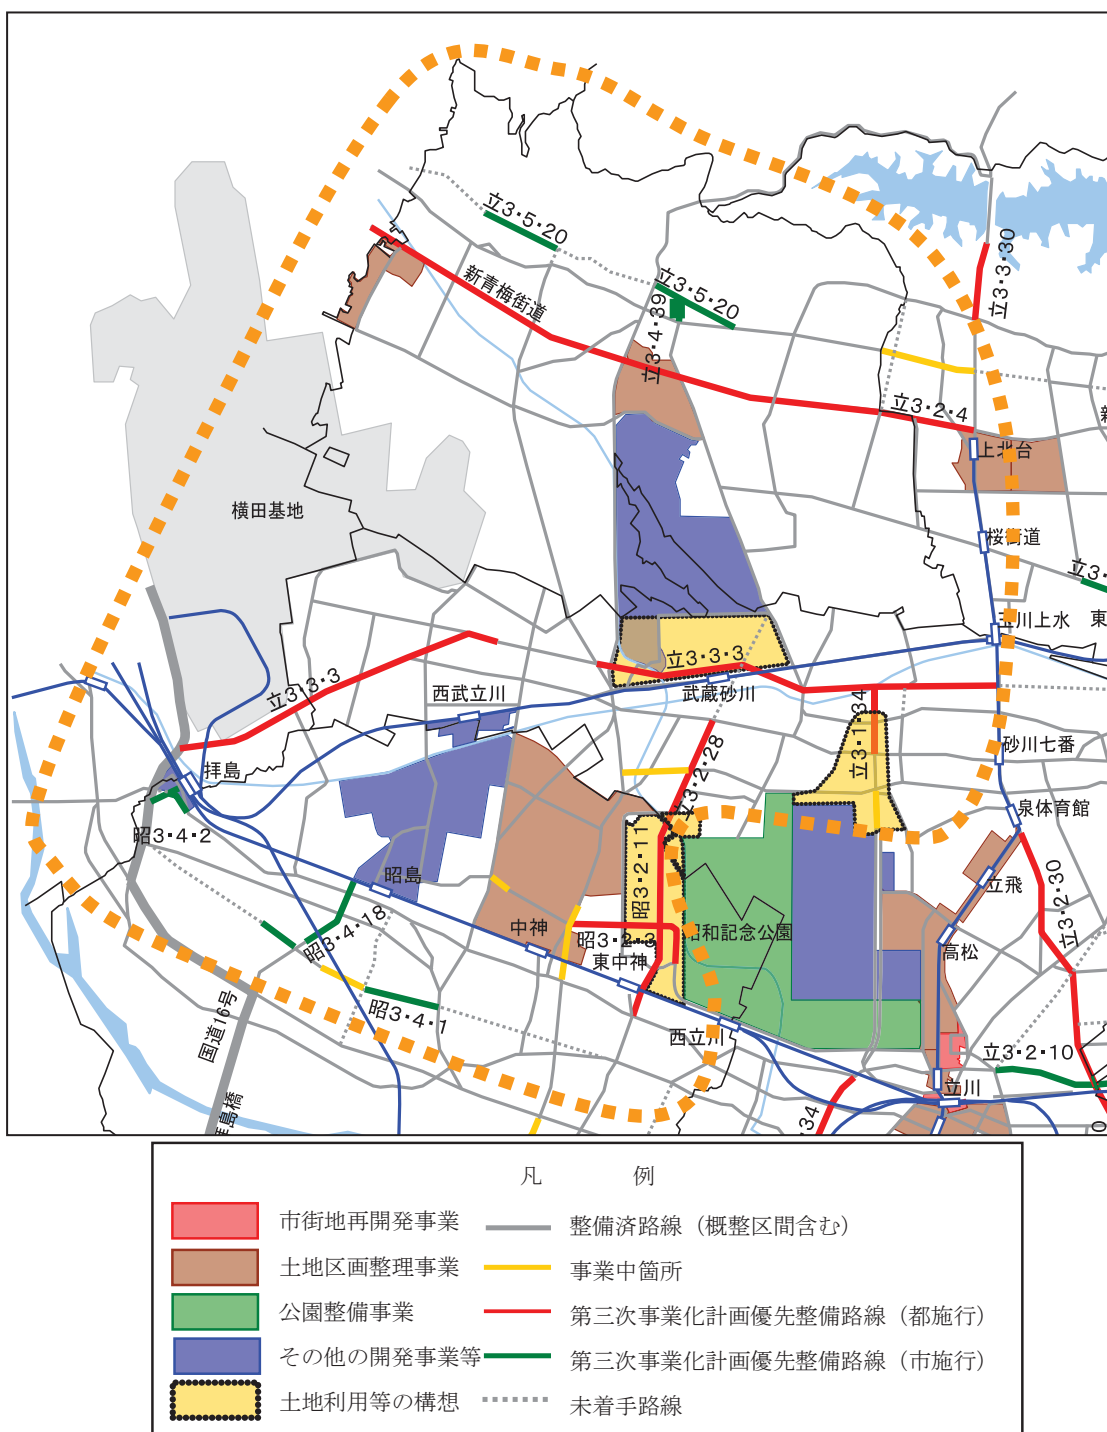 立3・5・20
立3・3・30
新青梅街道
立3・5・20
立3・4・39
立3・2・4
上北台
横田基地
桜街道
立3・
玉川上水
東
立3・3・3
立3・3・3
西武立川
武蔵砂川
立3・1・34
砂川七番
拝島
立3・2・28
泉体育館
昭3・4・2
昭島
昭3・2・11
立飛
立3・2・30
昭3・4・18
中神
昭3・2・3
昭和記念公園
東中神
高松
国道16号
昭3・4・1
西立川
立3・2・10
立川
拝島橋
・34
凡例
市街地再開発事業
整備済路線（概整区間含む）
土地区画整理事業
事業中箇所
公園整備事業
第三次事業化計画優先整備路線（都施行）
その他の開発事業等
第三次事業化計画優先整備路線（市施行）
土地利用等の構想
未着手路線